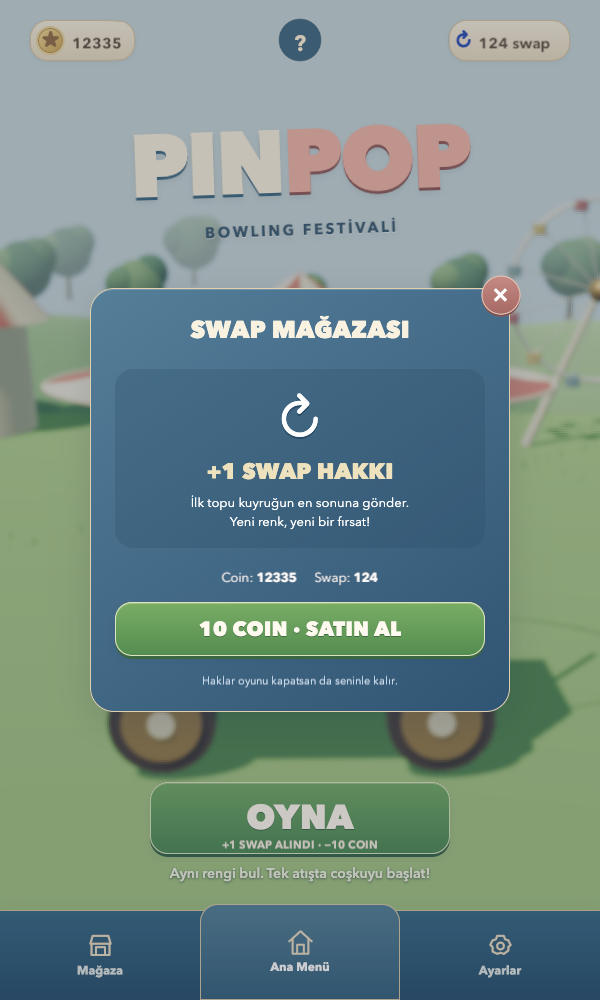 12335
?
124 swap
PINPOP
BOWLING FESTİVALİ
SWAP MAĞAZASI
+1 SWAP HAKKI
İlk topu kuyruğun en sonuna gönder.
Yeni renk, yeni bir fırsat!
Coin: 12335 Swap: 124
10 COIN • SATIN AL
Haklar oyunu kapatsan da seninle kalır.
OYNA
+1 SWAP ALINDI · −10 COIN
Aynı rengi bul. Tek atışta coşkuyu başlat!
Mağaza
Ana Menü
Ayarlar